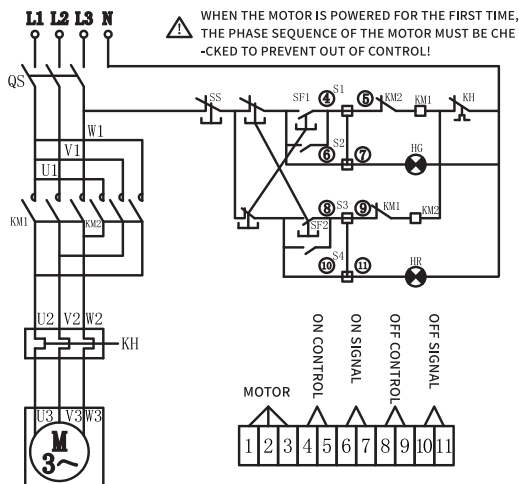 WHEN THE MOTOR IS POWERED FOR THE FIRST TIME,
THE PHASE SEQUENCE OF THE MOTOR MUST BE CHE
-CKED TO PREVENT OUT OF CONTROL!
L1 L2 L3 N
QS
W1
V1
U1
KM1
KM2
U2 V2 W2
KH
U3 V3 W3
M
3~
SS
SF1
④ S1 ⑤ KM2 KM1 KH
S2
⑥ ⑦ HG
⑧ S3 ⑨ KM1 KM2
SF2
S4
⑩ ⑪ HR
MOTOR
ON CONTROL
ON SIGNAL
OFF CONTROL
OFF SIGNAL
1 2 3 4 5 6 7 8 9 10 11